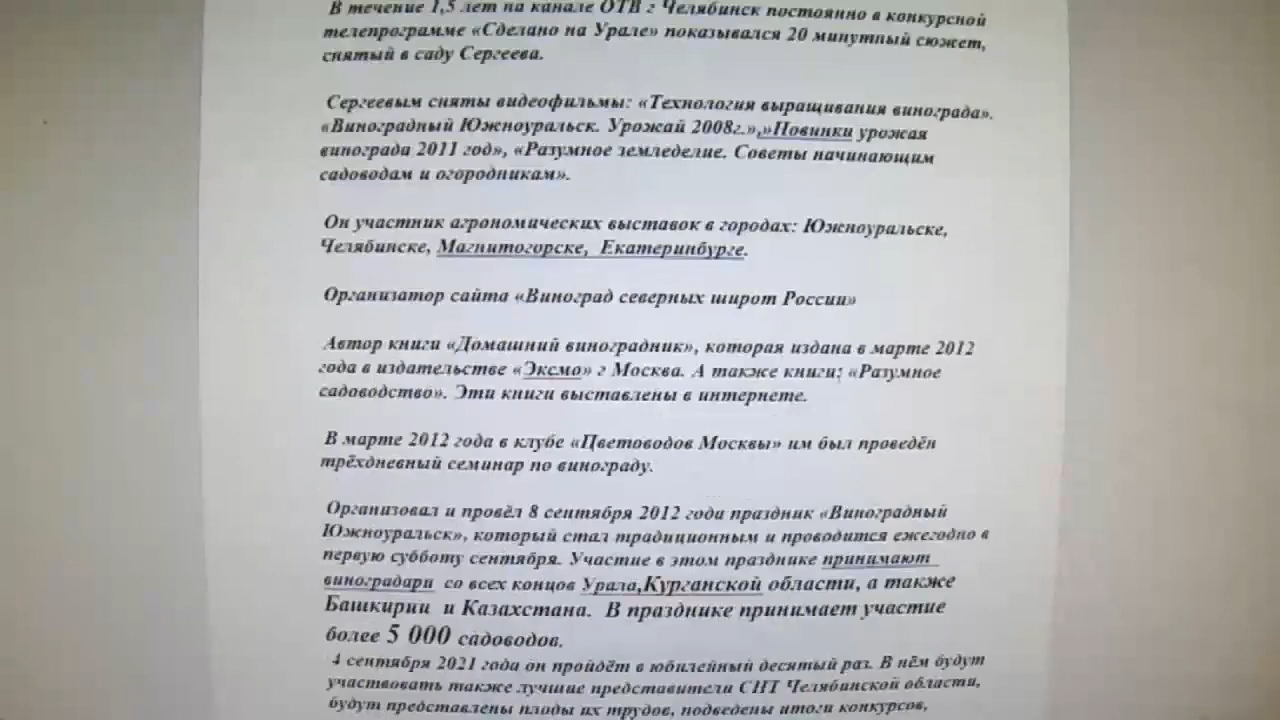 В течение 1,5 лет на канале ОТВ г Челябинск постоянно в конкурсной
телепрограмме «Сделано на Урале» показывался 20 минутный сюжет,
снятый в саду Сергеева.
Сергеевым сняты видеофильмы: «Технология выращивания винограда».
«Виноградный Южноуральск. Урожай 2008г.»,»Новинки урожая
винограда 2011 год», «Разумное земледелие. Советы начинающим
садоводам и огородникам».
Он участник агрономических выставок в городах: Южноуральске,
Челябинске, Магнитогорске, Екатеринбурге.
Организатор сайта «Виноград северных широт России»
Автор книги «Домашний виноградник», которая издана в марте 2012
года в издательстве «Эксмо» г Москва. А также книги; «Разумное
садоводство». Эти книги выставлены в интернете.
В марте 2012 года в клубе «Цветоводов Москвы» им был проведён
трёхдневный семинар по винограду.
Организовал и провёл 8 сентября 2012 года праздник «Виноградный
Южноуральск», который стал традиционным и проводится ежегодно в
первую субботу сентября. Участие в этом празднике принимают
виноградари со всех концов Урала,Курганской области, а также
Башкирии и Казахстана. В празднике принимает участие
более 5 000 садоводов.
4 сентября 2021 года он пройдёт в юбилейный десятый раз. В нём будут
участвовать также лучшие представители СНТ Челябинской области,
будут представлены плоды их трудов, подведены итоги конкурсов,